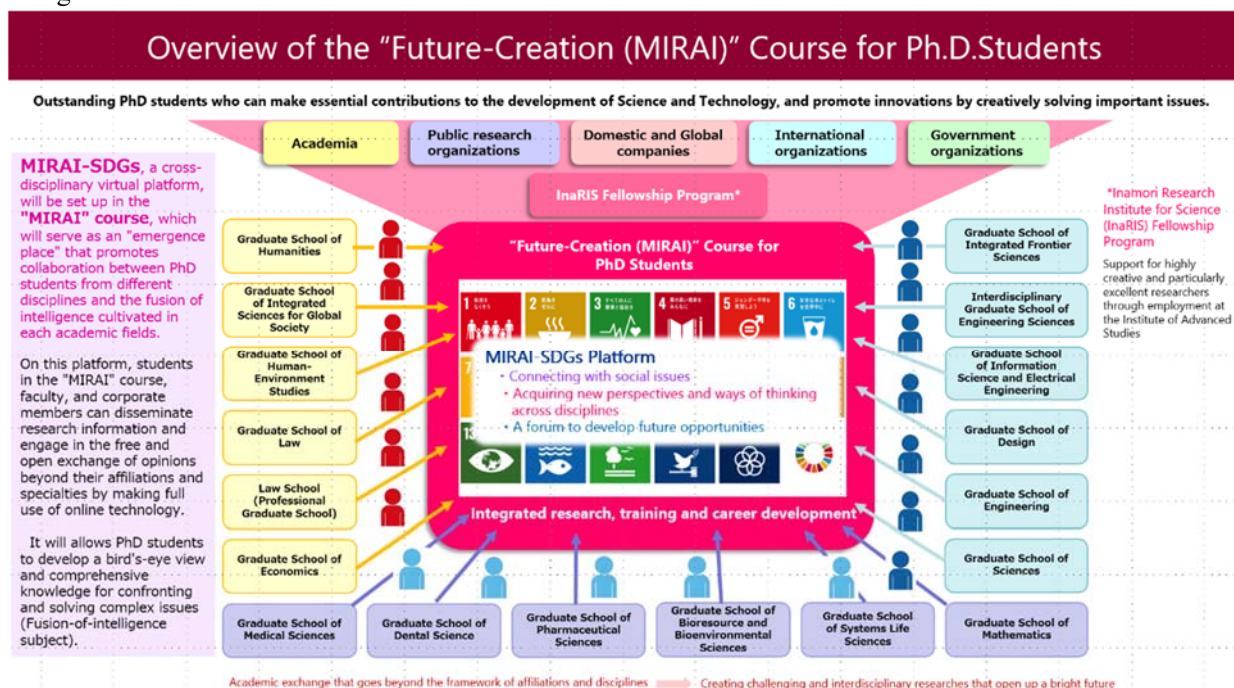 Overview of the "Future-Creation (MIRAI)" Course for Ph.D.Students
Outstanding PhD students who can make essential contributions to the development of Science and Technology, and promote innovations by creatively solving important issues.
Academia
Public research
organizations
Domestic and Global
companies
International
organizations
Government
organizations
InaRIS Fellowship Program*
MIRAI-SDGs, a cross-
disciplinary virtual platform,
will be set up in the
"MIRAI" course, which
will serve as an "emergence
place" that promotes
collaboration between PhD
students from different
disciplines and the fusion of
intelligence cultivated in
each academic fields.
On this platform, students
in the "MIRAI" course,
faculty, and corporate
members can disseminate
research information and
engage in the free and
open exchange of opinions
beyond their affiliations and
specialties by making full
use of online technology.
It will allows PhD students
to develop a bird's-eye view
and comprehensive
knowledge for confronting
and solving complex issues
(Fusion-of-intelligence
subject).
Graduate School of
Humanities
Graduate School
of Integrated
Sciences for Global
Society
Graduate School of
Human-
Environment
Studies
Graduate School of
Law
Law School
(Professional
Graduate School)
Graduate School of
Economics
"Future-Creation (MIRAI)" Course for
PhD Students
1
2
3
4
5
6
7
13
MIRAI-SDGs Platform
・Connecting with social issues
・Acquiring new perspectives and ways of thinking
across disciplines
・A forum to develop future opportunities
Integrated research, training and career development
Graduate School of
Integrated Frontier
Sciences
Interdisciplinary
Graduate School of
Engineering Sciences
Graduate School
of Information
Science and Electrical
Engineering
Graduate School of
Design
Graduate School of
Engineering
Graduate School of
Sciences
*Inamori Research
Institute for Science
(InaRIS) Fellowship
Program
Support for highly
creative and particularly
excellent researchers
through employment at
the Institute of Advanced
Studies
Graduate School of
Medical Sciences
Graduate School of
Dental Science
Graduate School of
Pharmaceutical
Sciences
Graduate School of
Bioresource and
Bioenvironmental
Sciences
Graduate School
of Systems Life
Sciences
Graduate School of
Mathematics
Academic exchange that goes beyond the framework of affiliations and disciplines
Creating challenging and interdisciplinary researches that open up a bright future